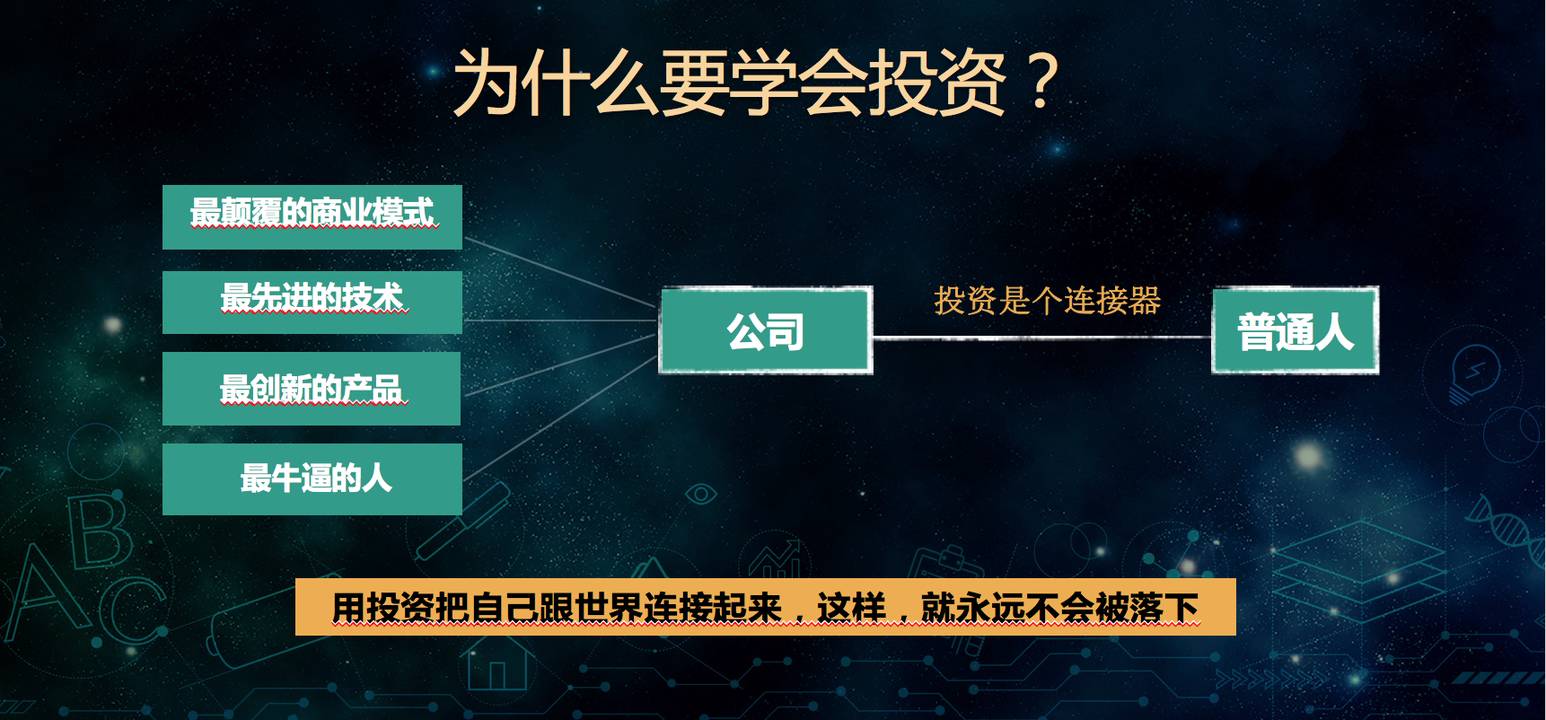 为什么要学会投资？
最颠覆的商业模式
最先进的技术
最创新的产品
最牛逼的人
公司
投资是个连接器
普通人
用投资把自己跟世界连接起来，这样，就永远不会被落下
A
B
C